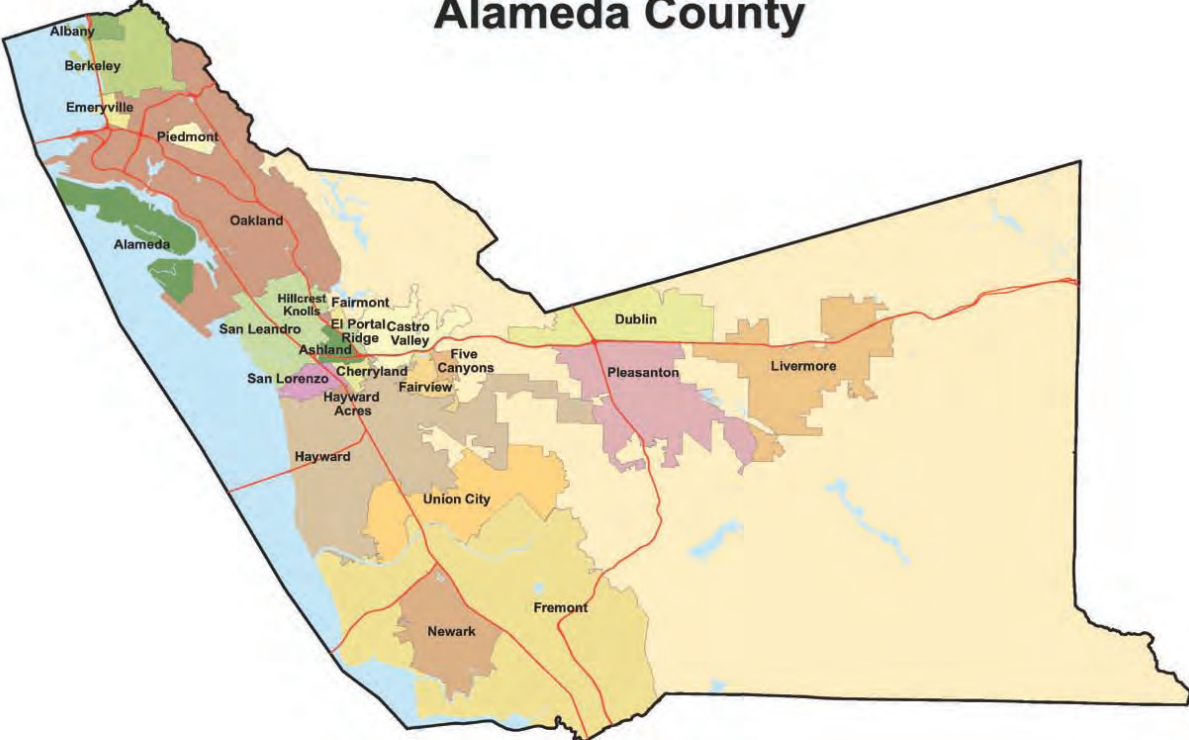 Alameda County
Albany
Berkeley
Emeryville
Piedmont
Oakland
Alameda
Hillcrest
Knolls
Fairmont
San Leandro
El Portal
Ridge
Castro
Valley
Dublin
Ashland
Five
Canyons
Livermore
Cherryland
Pleasanton
San Lorenzo
Fairview
Hayward
Acres
Hayward
Union City
Fremont
Newark